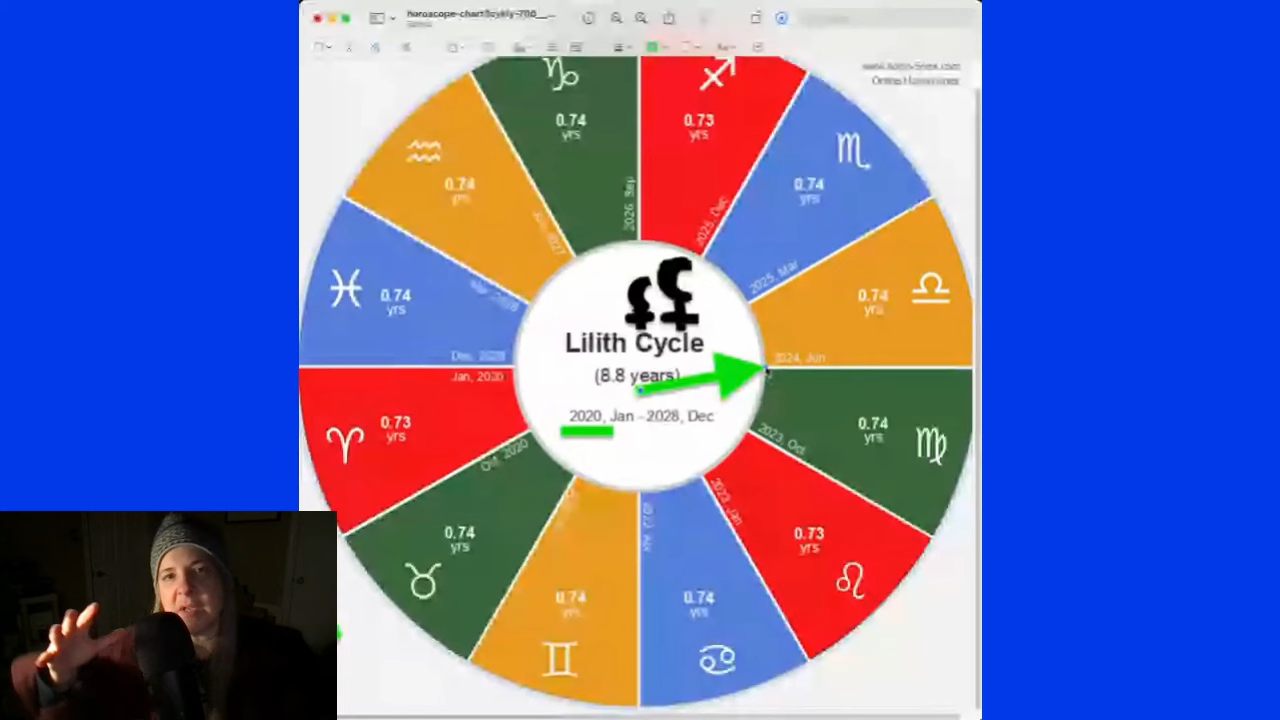 0.74
yrs
0.73
yrs
0.74
yrs
0.74
yrs
2026, Sep
2025, Dec
2025, Mar
0.74
yrs
0.74
yrs
Lilith Cycle
(8.8 years)
2020, Jan - 2028, Dec
2024, Jun
Jan, 2020
0.73
yrs
0.74
yrs
Oct, 2020
2023, Oct
2023, Jan
0.74
yrs
0.73
yrs
0.74
yrs
0.74
yrs